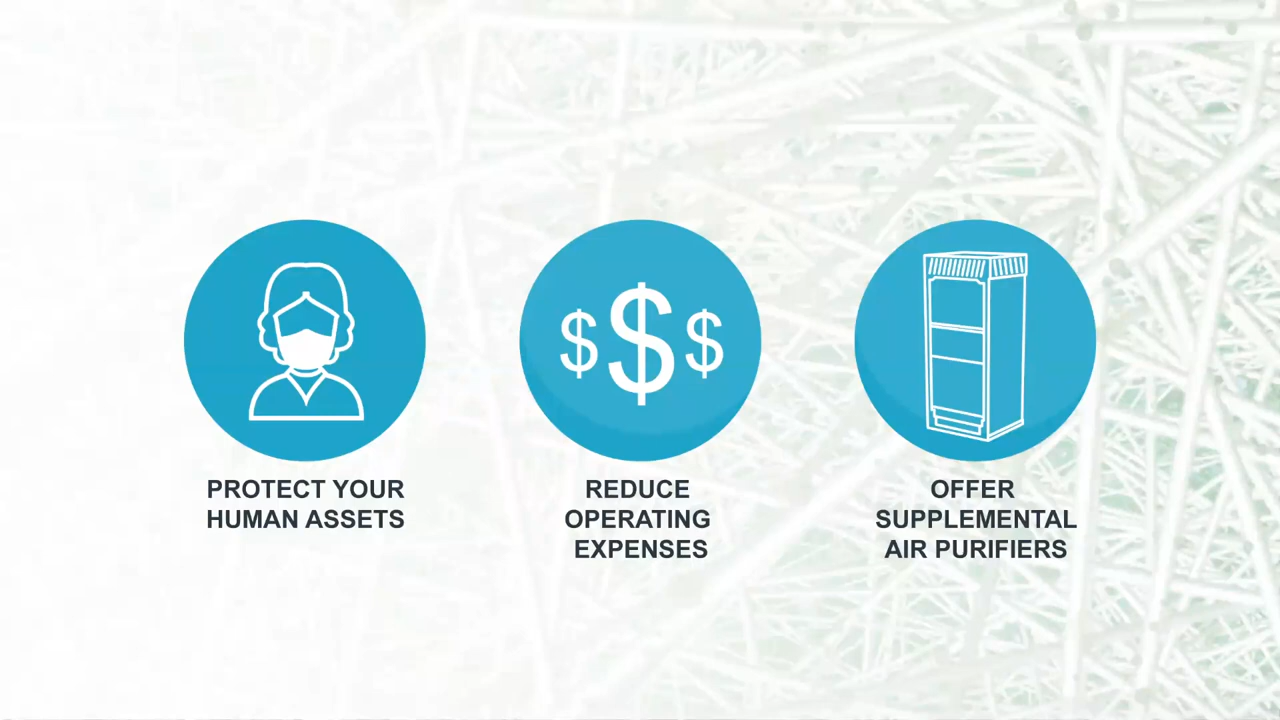 $ $ $
PROTECT YOUR
HUMAN ASSETS
REDUCE
OPERATING
EXPENSES
OFFER
SUPPLEMENTAL
AIR PURIFIERS